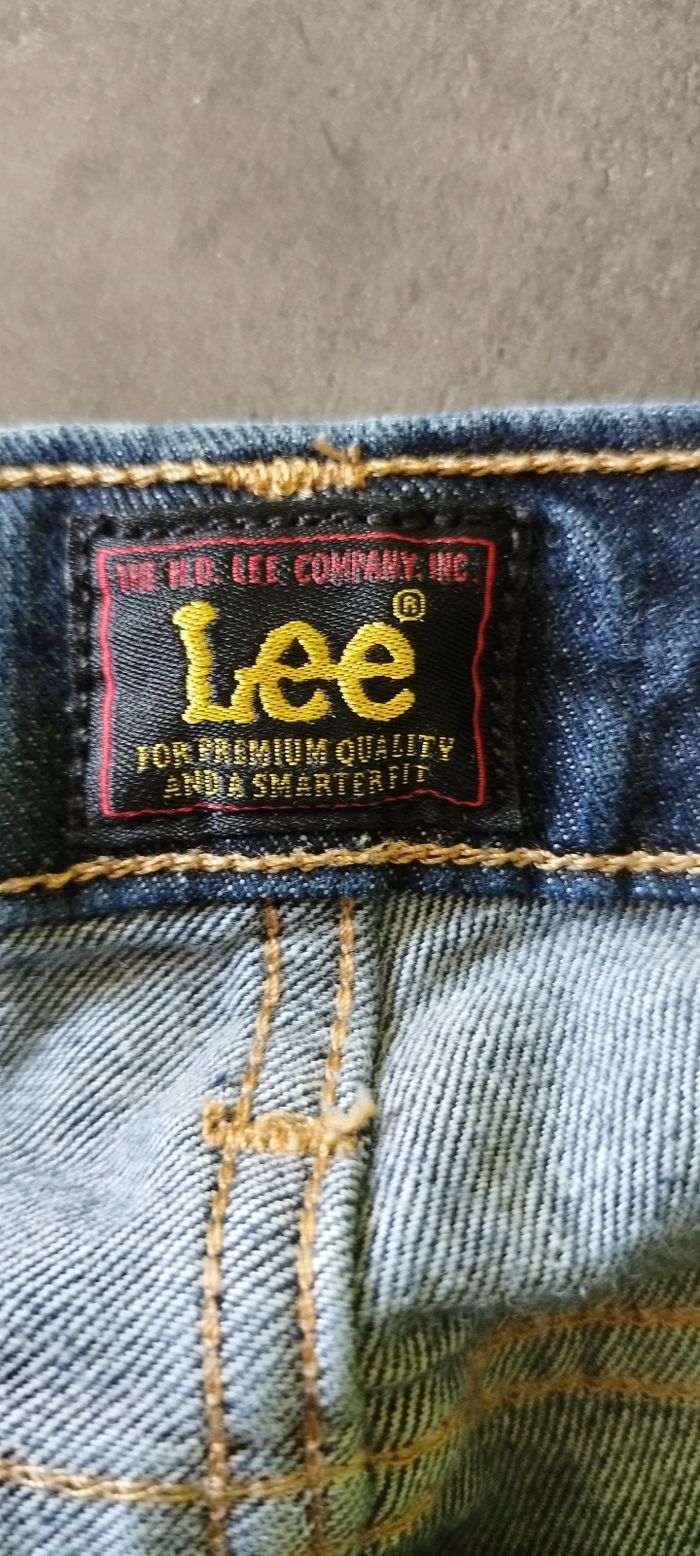 THE H.D. LEE COMPANY, INC.
Lee®
FOR PREMIUM QUALITY
AND A SMARTER FIT